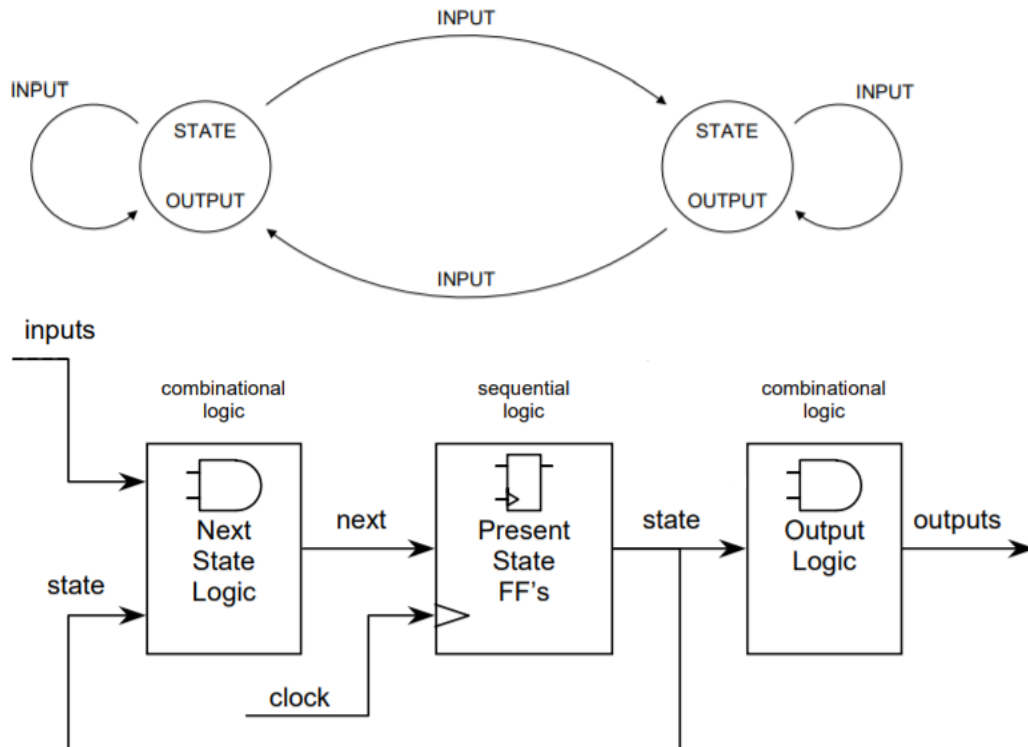 INPUT
INPUT
INPUT
STATE
STATE
OUTPUT
OUTPUT
INPUT
inputs
combinational
logic
sequential
logic
combinational
logic
Next
State
Logic
next
Present
State
FF's
state
Output
Logic
outputs
state
clock